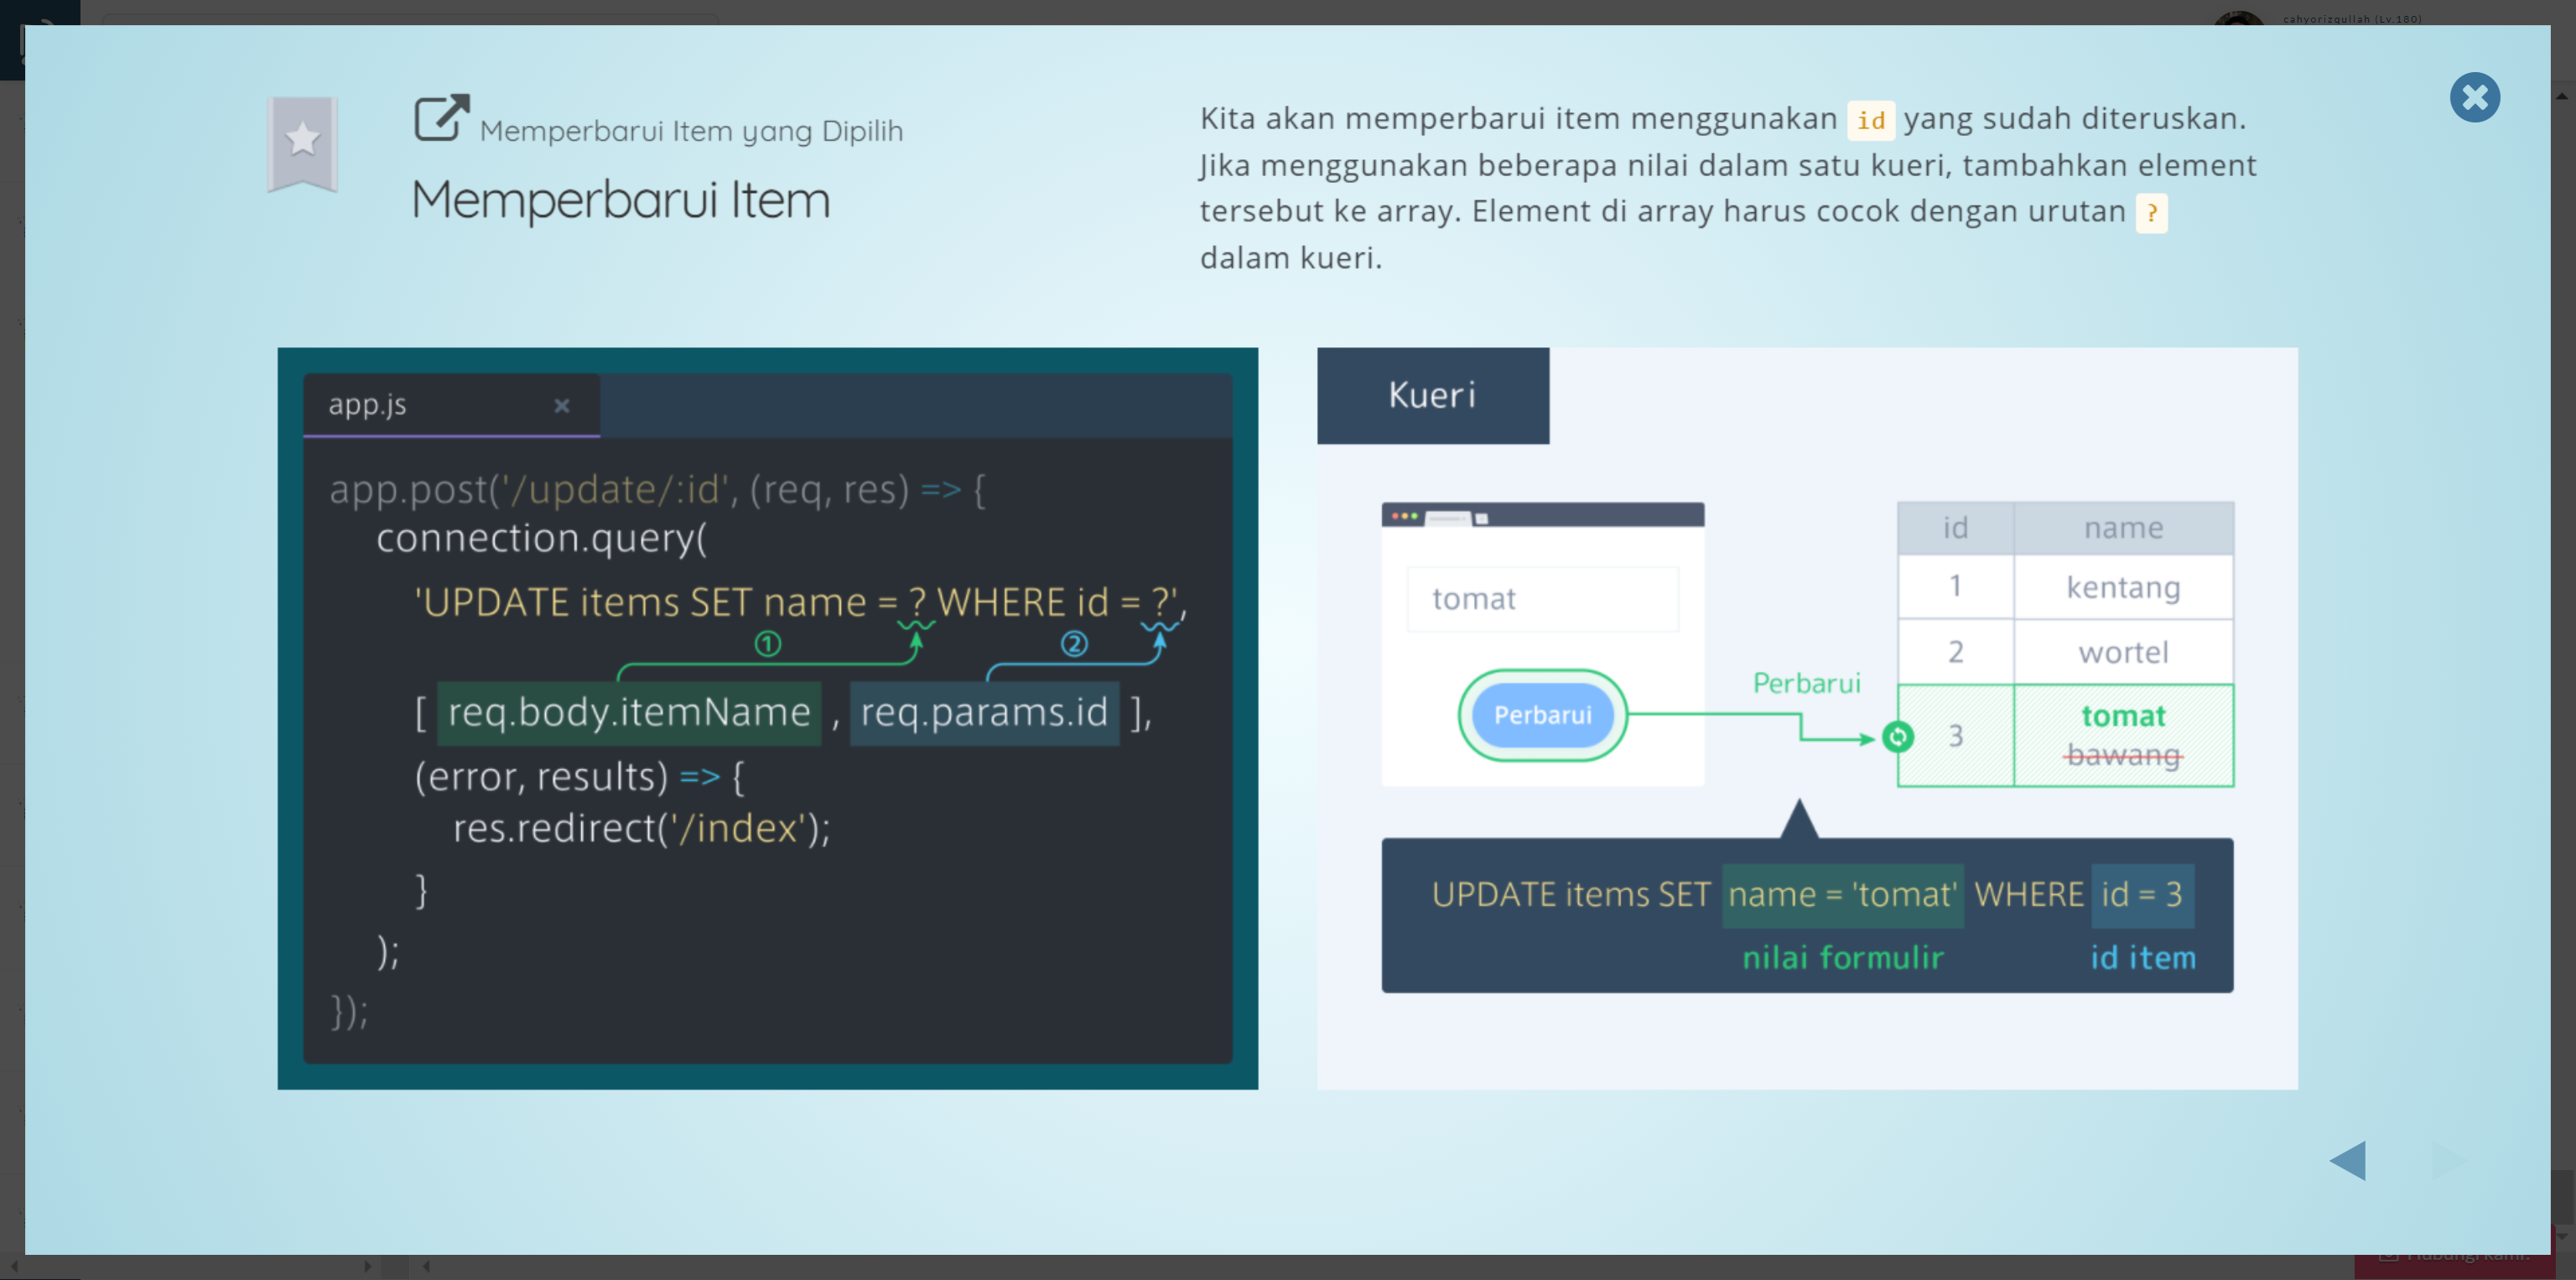 cahyorizqullah (Lv.180)
Memperbarui Item yang Dipilih
Memperbarui Item
Kita akan memperbarui item menggunakan id yang sudah diteruskan.
Jika menggunakan beberapa nilai dalam satu kueri, tambahkan element
tersebut ke array. Element di array harus cocok dengan urutan ?
dalam kueri.
app.js ×
app.post('/update/:id', (req, res) => {
connection.query(
'UPDATE items SET name = ? WHERE id = ?',
① ②
[ req.body.itemName , req.params.id ],
(error, results) => {
res.redirect('/index');
}
);
});
Kueri
tomat
Perbarui
Perbarui
id name
1 kentang
2 wortel
3 tomat
bawang
UPDATE items SET name = 'tomat' WHERE id = 3
nilai formulir id item